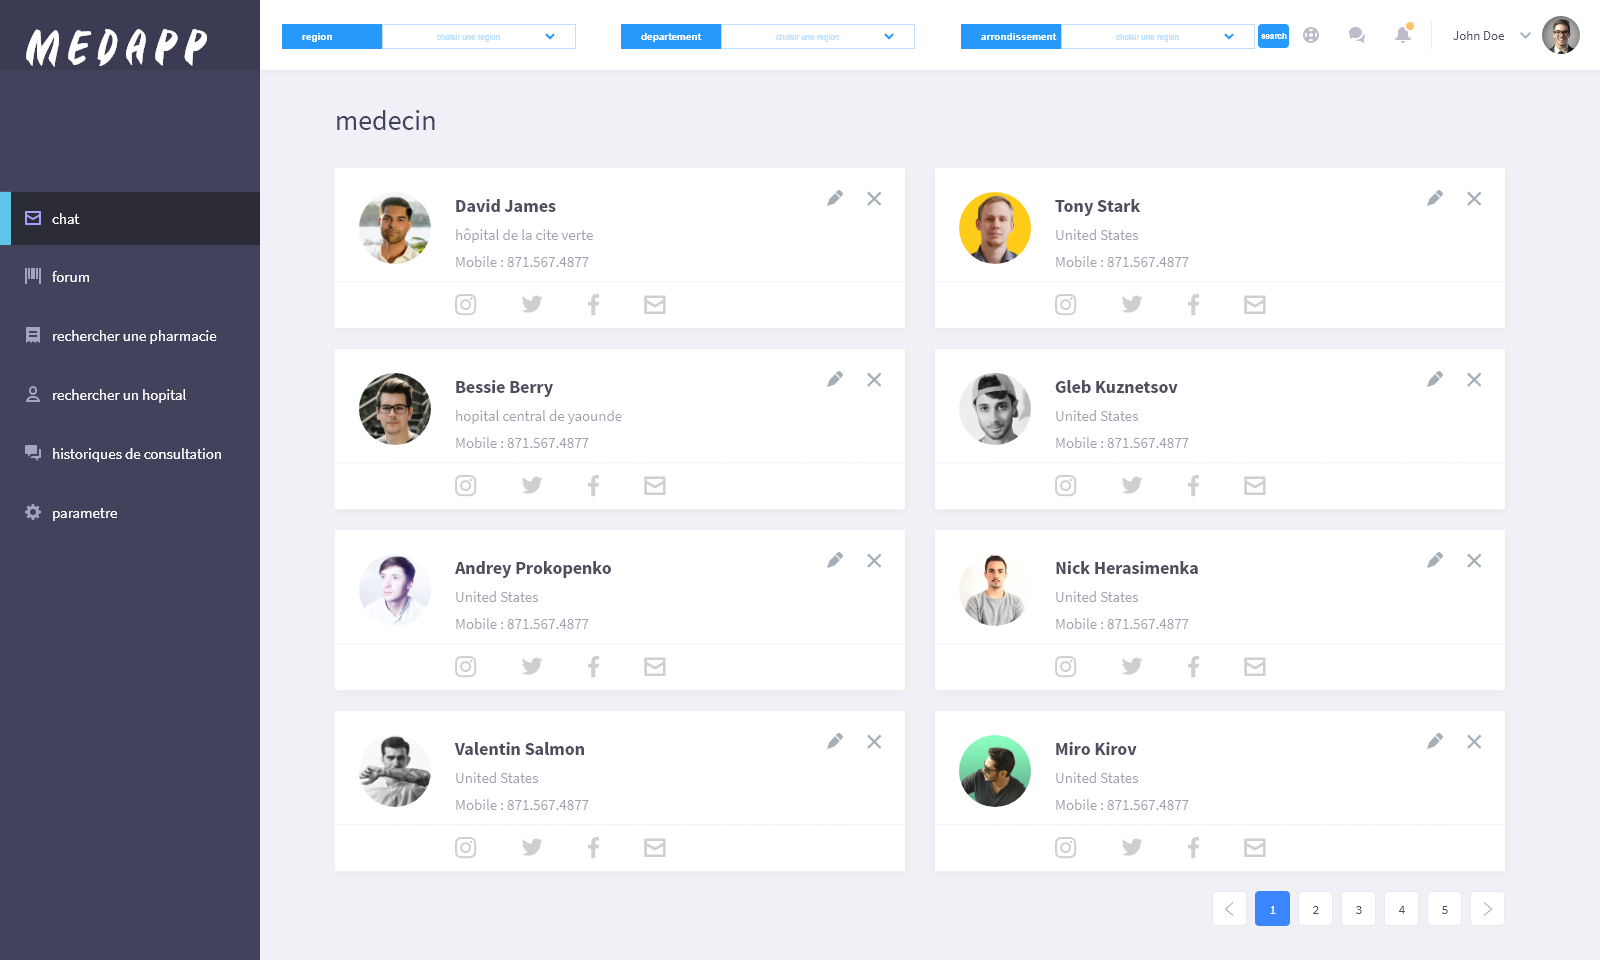 MEDAPP
region
choisir une region
departement
choisir une region
arrondissement
choisir une region
search
John Doe
chat
forum
rechercher une pharmacie
rechercher un hopital
historiques de consultation
parametre
medecin
David James
hôpital de la cite verte
Mobile : 871.567.4877
Tony Stark
United States
Mobile : 871.567.4877
Bessie Berry
hopital central de yaounde
Mobile : 871.567.4877
Gleb Kuznetsov
United States
Mobile : 871.567.4877
Andrey Prokopenko
United States
Mobile : 871.567.4877
Nick Herasimenka
United States
Mobile : 871.567.4877
Valentin Salmon
United States
Mobile : 871.567.4877
Miro Kirov
United States
Mobile : 871.567.4877
1 2 3 4 5